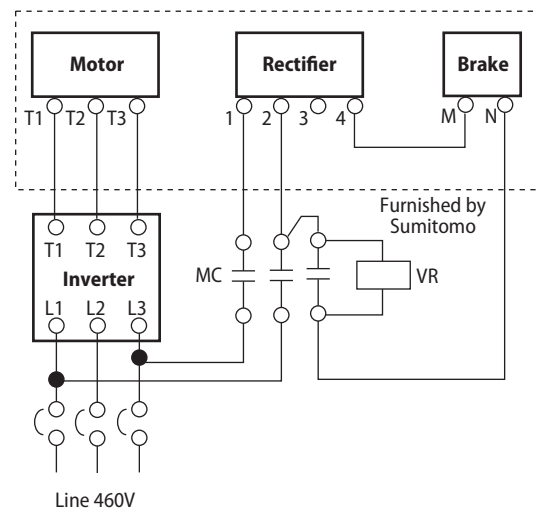 Motor
Rectifier
Brake
T1 T2 T3
1 2 3 4
M N
Furnished by
Sumitomo
T1 T2 T3
Inverter
L1 L2 L3
MC
VR
Line 460V